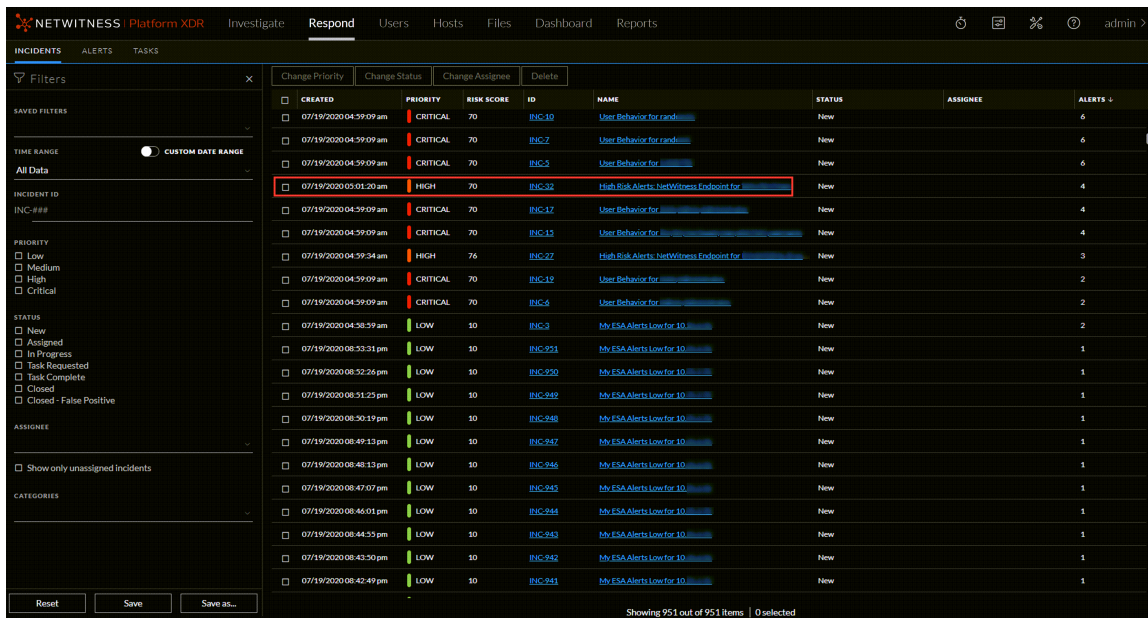 NETWITNESS | Platform XDR Investigate Respond Users Hosts Files Dashboard Reports admin >
INCIDENTS ALERTS TASKS
Filters × Change Priority Change Status Change Assignee Delete
CREATED PRIORITY RISK SCORE ID NAME STATUS ASSIGNEE ALERTS ↓
SAVED FILTERS
TIME RANGE CUSTOM DATE RANGE
All Data
INCIDENT ID
INC-###
PRIORITY
Low
Medium
High
Critical
STATUS
New
Assigned
In Progress
Task Requested
Task Complete
Closed
Closed - False Positive
ASSIGNEE
Show only unassigned incidents
CATEGORIES
Reset Save Save as...
07/19/2020 04:59:09 am CRITICAL 70 INC-10 User Behavior for New 6
07/19/2020 04:59:09 am CRITICAL 70 INC-7 User Behavior for New 6
07/19/2020 04:59:09 am CRITICAL 70 INC-5 User Behavior for New 6
07/19/2020 05:01:20 am HIGH 70 INC-32 High Risk Alerts: NetWitness Endpoint for New 4
07/19/2020 04:59:09 am CRITICAL 70 INC-17 User Behavior for New 4
07/19/2020 04:59:09 am CRITICAL 70 INC-15 User Behavior for New 4
07/19/2020 04:59:34 am HIGH 76 INC-27 High Risk Alerts: NetWitness Endpoint for ... New 3
07/19/2020 04:59:09 am CRITICAL 70 INC-19 User Behavior for New 2
07/19/2020 04:59:09 am CRITICAL 70 INC-6 User Behavior for New 2
07/19/2020 04:58:59 am LOW 10 INC-3 My ESA Alerts Low for 10. New 2
07/19/2020 08:53:31 pm LOW 10 INC-951 My ESA Alerts Low for 10. New 1
07/19/2020 08:52:26 pm LOW 10 INC-950 My ESA Alerts Low for 10. New 1
07/19/2020 08:51:25 pm LOW 10 INC-949 My ESA Alerts Low for 10. New 1
07/19/2020 08:50:19 pm LOW 10 INC-948 My ESA Alerts Low for 10. New 1
07/19/2020 08:49:13 pm LOW 10 INC-947 My ESA Alerts Low for 10. New 1
07/19/2020 08:48:13 pm LOW 10 INC-946 My ESA Alerts Low for 10. New 1
07/19/2020 08:47:07 pm LOW 10 INC-945 My ESA Alerts Low for 10. New 1
07/19/2020 08:46:01 pm LOW 10 INC-944 My ESA Alerts Low for 10. New 1
07/19/2020 08:44:55 pm LOW 10 INC-943 My ESA Alerts Low for 10. New 1
07/19/2020 08:43:50 pm LOW 10 INC-942 My ESA Alerts Low for 10. New 1
07/19/2020 08:42:49 pm LOW 10 INC-941 My ESA Alerts Low for 10. New 1
Showing 951 out of 951 items | 0 selected